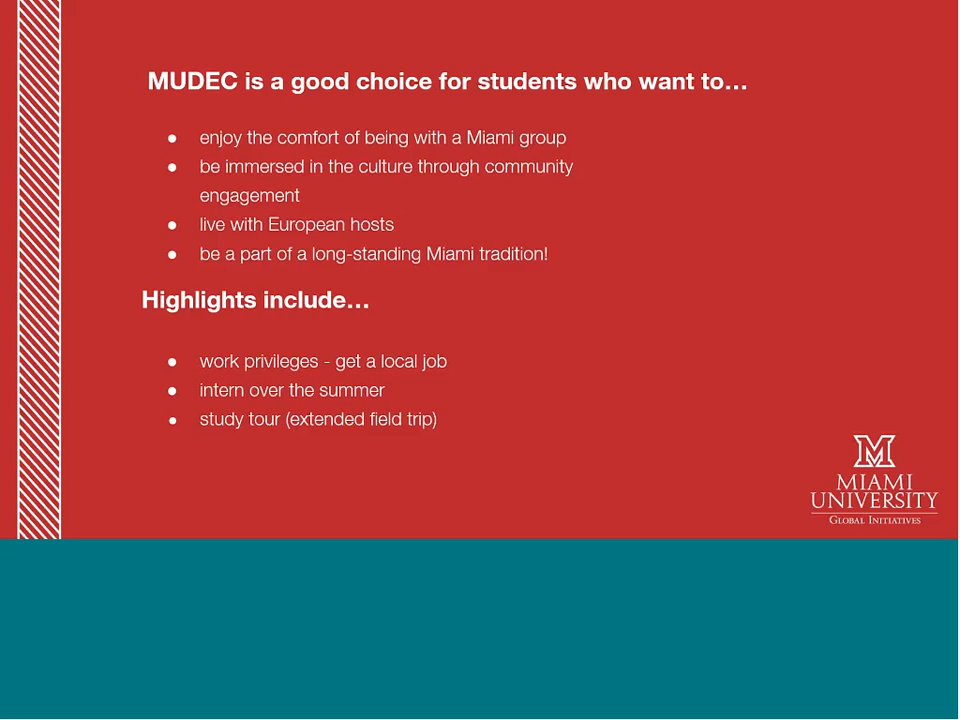 MUDEC is a good choice for students who want to…
● enjoy the comfort of being with a Miami group
● be immersed in the culture through community
engagement
● live with European hosts
● be a part of a long-standing Miami tradition!
Highlights include…
● work privileges - get a local job
● intern over the summer
● study tour (extended field trip)
M
MIAMI
UNIVERSITY
GLOBAL INITIATIVES